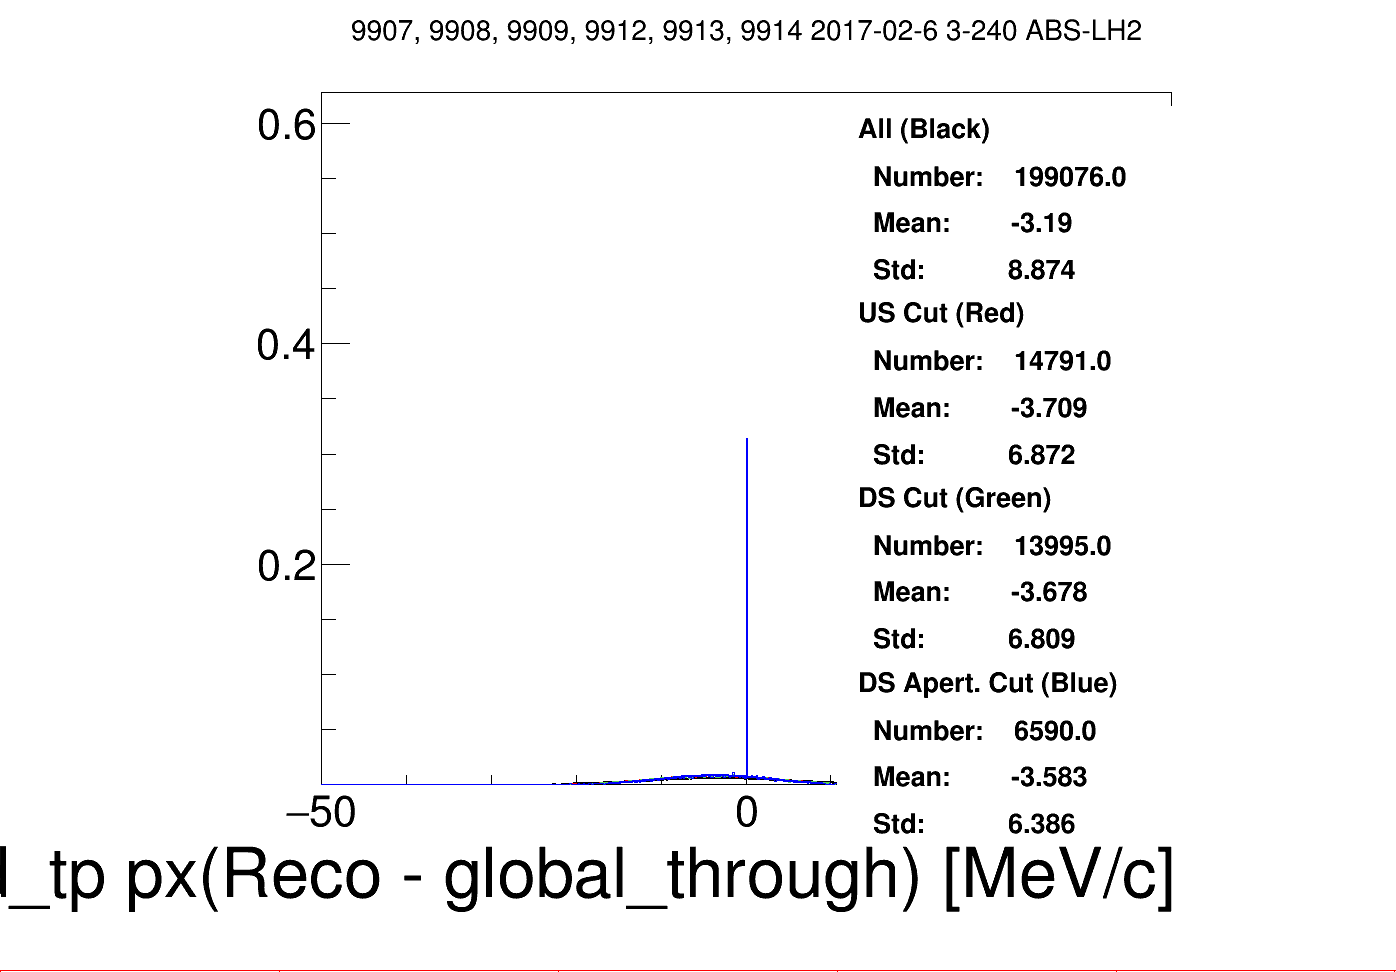 9907, 9908, 9909, 9912, 9913, 9914 2017-02-6 3-240 ABS-LH2
0.6
0.4
0.2
−50
0
All (Black)
Number: 199076.0
Mean: -3.19
Std: 8.874
US Cut (Red)
Number: 14791.0
Mean: -3.709
Std: 6.872
DS Cut (Green)
Number: 13995.0
Mean: -3.678
Std: 6.809
DS Apert. Cut (Blue)
Number: 6590.0
Mean: -3.583
Std: 6.386
d_tp px(Reco - global_through) [MeV/c]